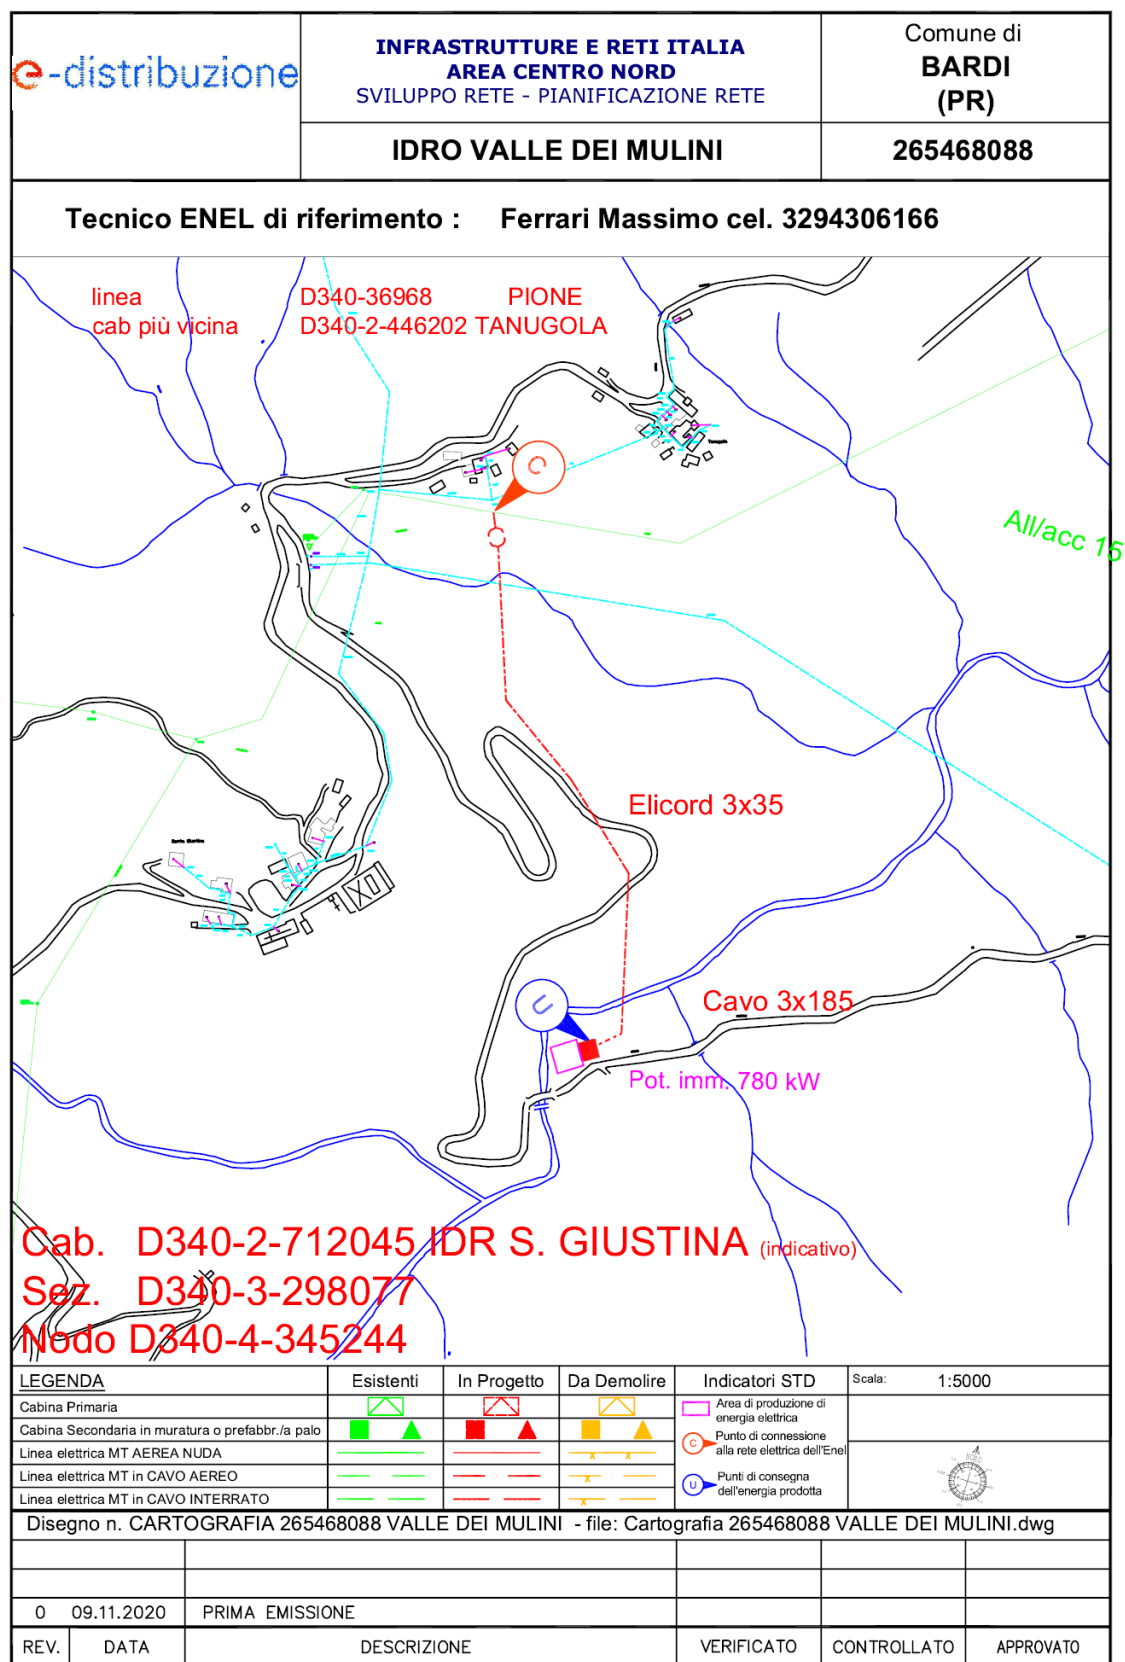 e-distribuzione
INFRASTRUTTURE E RETI ITALIA
AREA CENTRO NORD
SVILUPPO RETE - PIANIFICAZIONE RETE
Comune di
BARDI
(PR)
IDRO VALLE DEI MULINI
265468088
Tecnico ENEL di riferimento : Ferrari Massimo cel. 3294306166
linea D340-36968 PIONE
cab più vicina D340-2-446202 TANUGOLA
Tanugola
C
All/acc 15
Elicord 3x35
Santa Giustina
U
Cavo 3x185
Pot. imm. 780 kW
Cab. D340-2-712045 IDR S. GIUSTINA (indicativo)
Sez. D340-3-298077
Nodo D340-4-345244
LEGENDA Esistenti In Progetto Da Demolire Indicatori STD Scala: 1:5000
Cabina Primaria
Cabina Secondaria in muratura o prefabbr./a palo
Linea elettrica MT AEREA NUDA
Linea elettrica MT in CAVO AEREO
Linea elettrica MT in CAVO INTERRATO
Area di produzione di
energia elettrica
C Punto di connessione
alla rete elettrica dell'Enel
U Punti di consegna
dell'energia prodotta
NORD
Disegno n. CARTOGRAFIA 265468088 VALLE DEI MULINI - file: Cartografia 265468088 VALLE DEI MULINI.dwg
0 09.11.2020 PRIMA EMISSIONE
REV. DATA DESCRIZIONE VERIFICATO CONTROLLATO APPROVATO